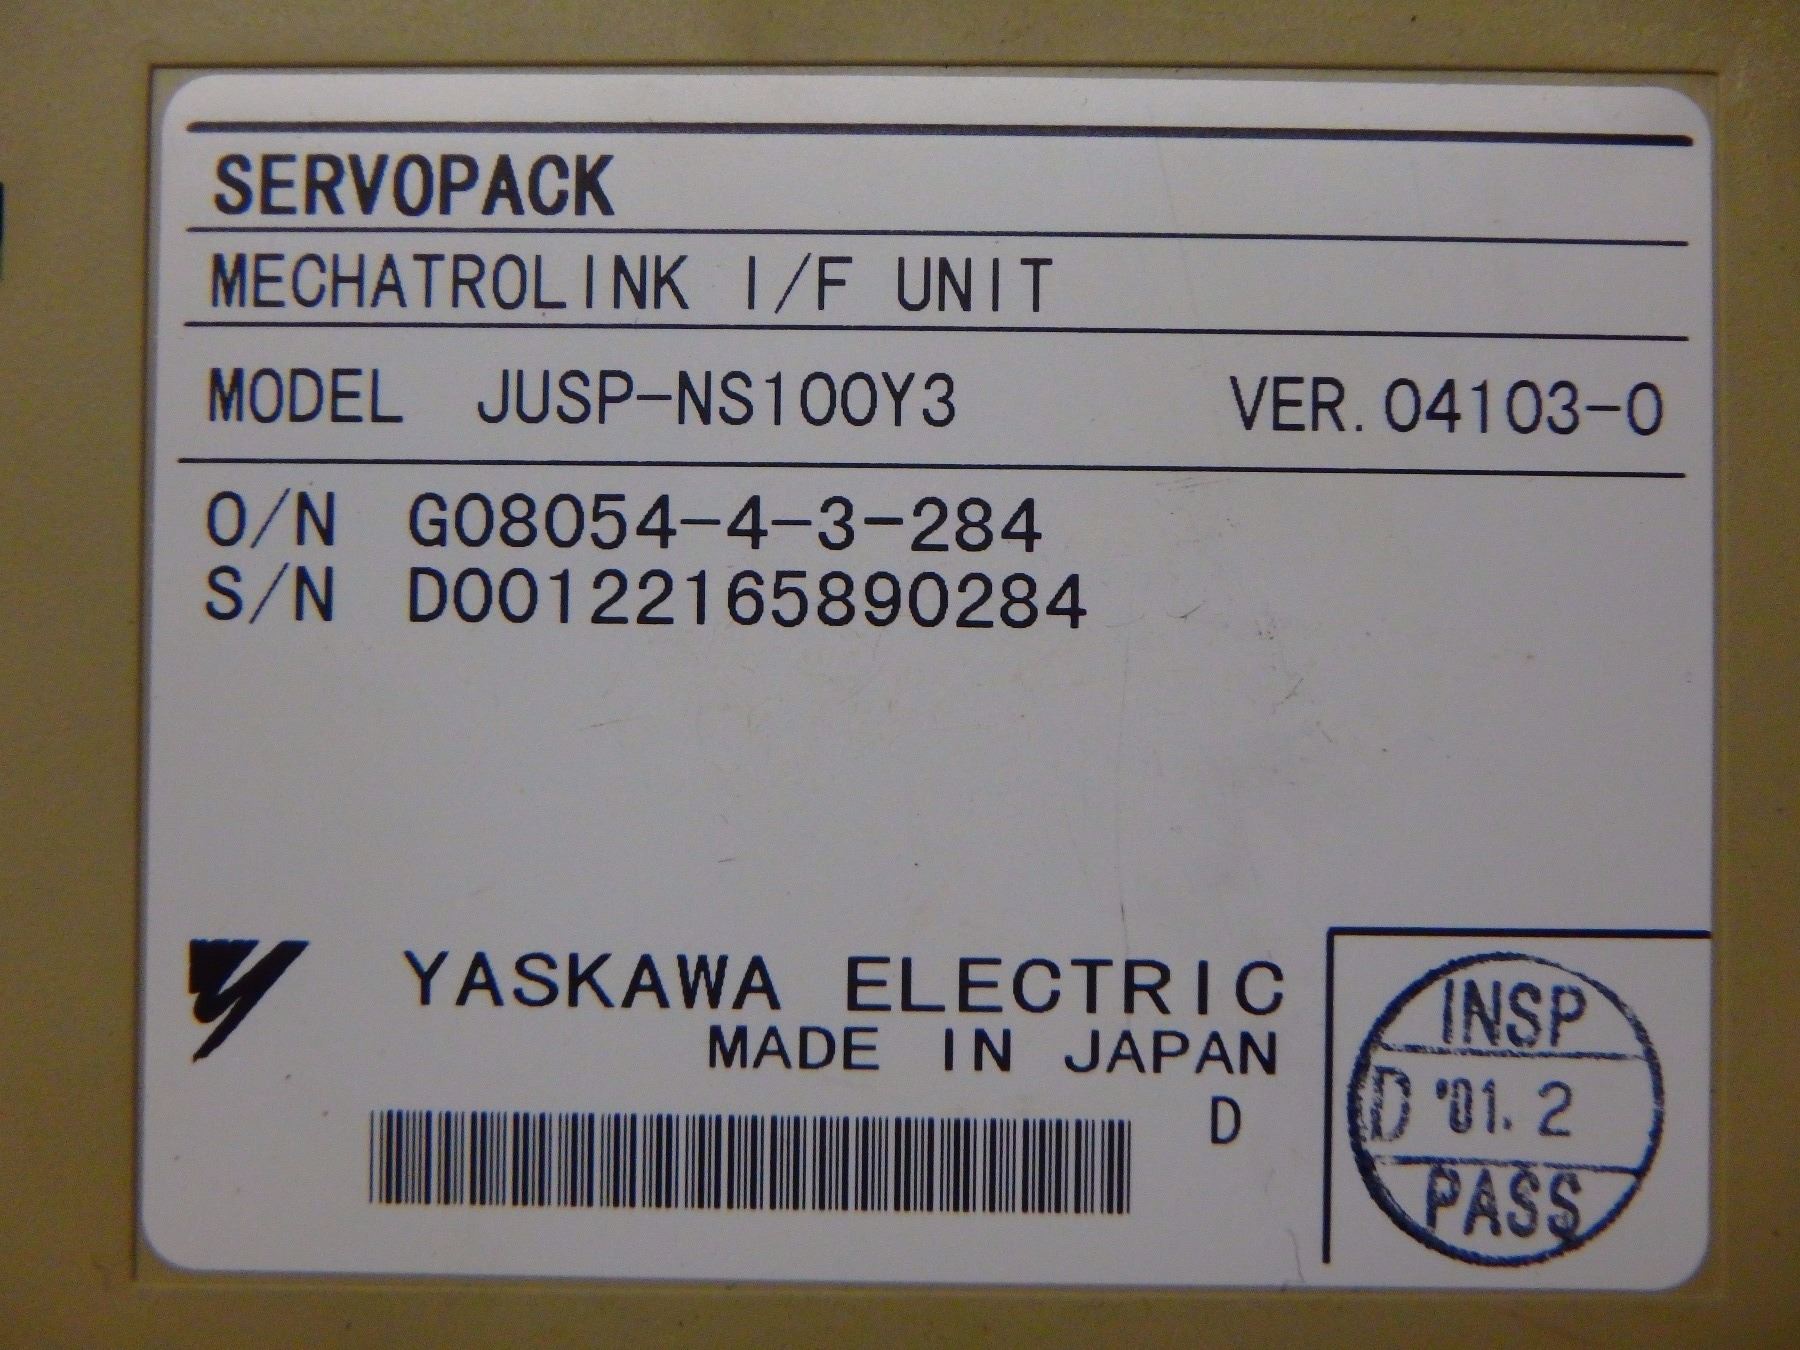 SERVOPACK
MECHATROLINK I/F UNIT
MODEL JUSP-NS100Y3 VER. 04103-0
O/N G08054-4-3-284
S/N D00122165890284
YASKAWA ELECTRIC
MADE IN JAPAN
D
INSP
D '01. 2
PASS